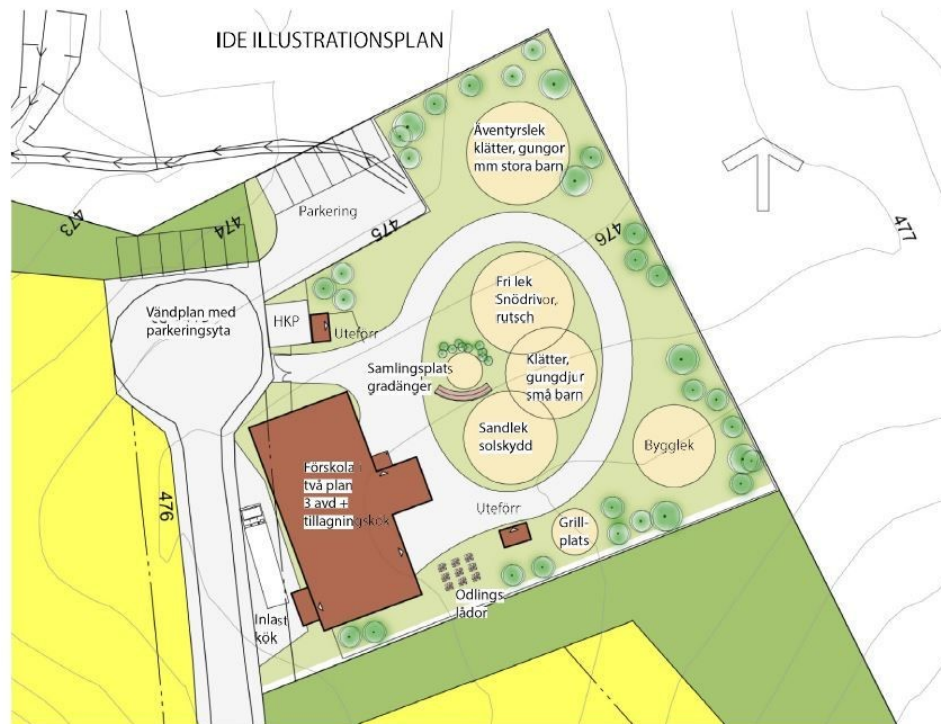 IDE ILLUSTRATIONSPLAN
Äventyrslek
klätter, gungor
mm stora barn
Parkering
473
474
475
476
477
Fri lek
Snödrivor,
rutsch
Vändplan med
parkeringsyta
HKP
Uteförr
Samlingsplats
gradänger
Klätter,
gungdjur
små barn
Sandlek
solskydd
Bygglek
Förskola i
två plan
3 avd +
tillagningskök
476
Uteförr
Grill-
plats
Odlings
lådor
Inlast
kök